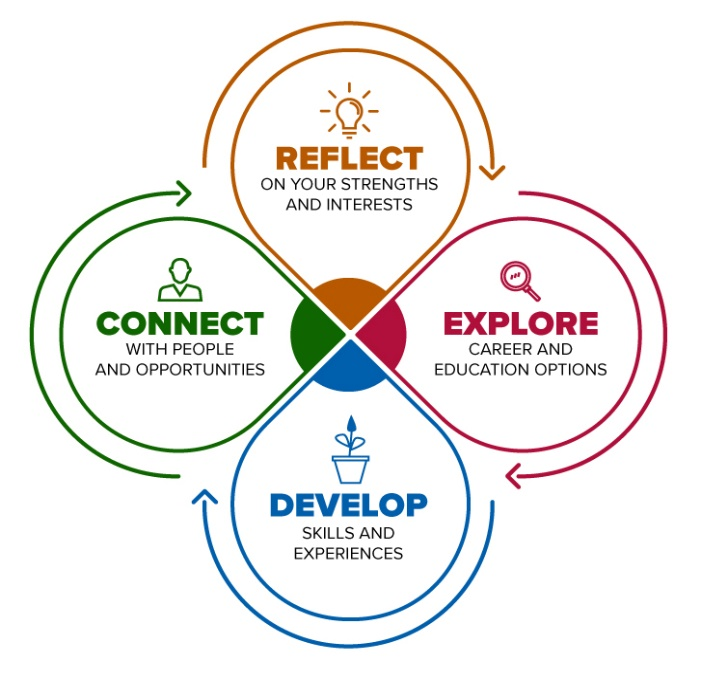 REFLECT
ON YOUR STRENGTHS
AND INTERESTS
CONNECT
WITH PEOPLE
AND OPPORTUNITIES
EXPLORE
CAREER AND
EDUCATION OPTIONS
DEVELOP
SKILLS AND
EXPERIENCES